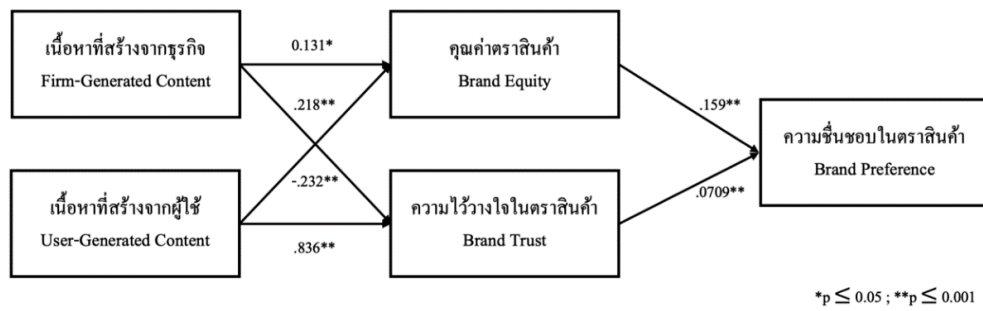 เนื้อหาที่สร้างจากธุรกิจ
Firm-Generated Content
0.131*
คุณค่าตราสินค้า
Brand Equity
.218**
.159**
ความชื่นชอบในตราสินค้า
Brand Preference
เนื้อหาที่สร้างจากผู้ใช้
User-Generated Content
-.232**
.836**
ความไว้วางใจในตราสินค้า
Brand Trust
.0709**
*p ≤ 0.05 ; **p ≤ 0.001